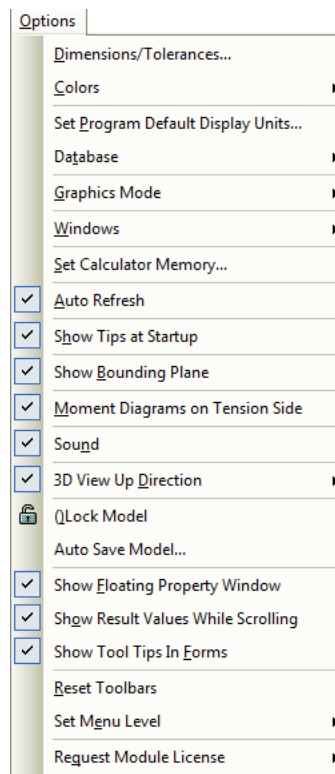 Options
Dimensions/Tolerances...
Colors
Set Program Default Display Units...
Database
Graphics Mode
Windows
Set Calculator Memory...
Auto Refresh
Show Tips at Startup
Show Bounding Plane
Moment Diagrams on Tension Side
Sound
3D View Up Direction
()Lock Model
Auto Save Model...
Show Floating Property Window
Show Result Values While Scrolling
Show Tool Tips In Forms
Reset Toolbars
Set Menu Level
Request Module License